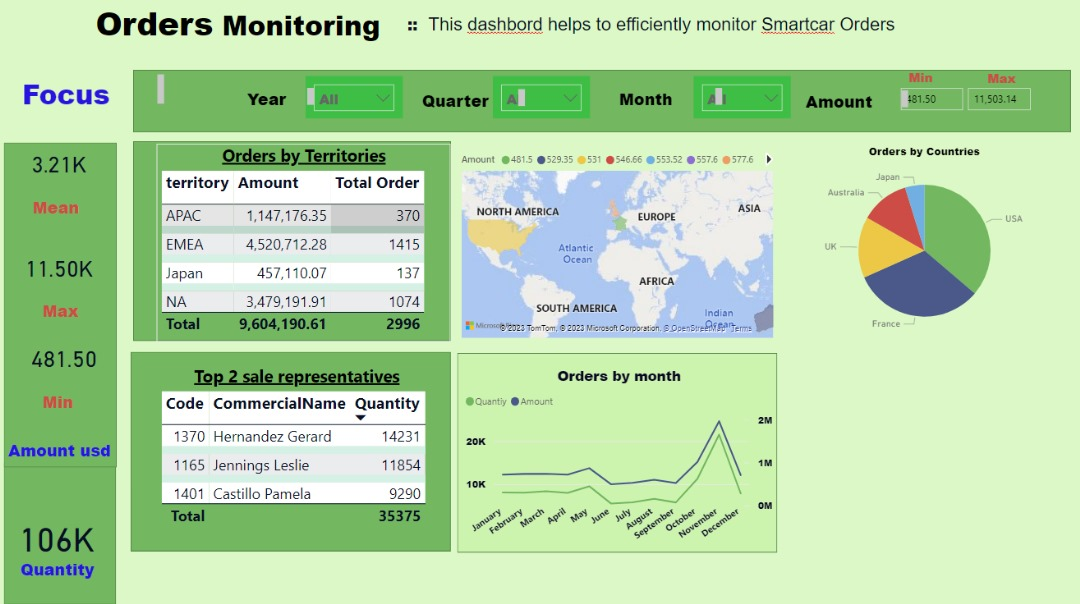 Orders Monitoring :: This dashbord helps to efficiently monitor Smartcar Orders
Focus
Year All Quarter Month Amount
Min Max
481.50 11,503.14
3.21K
Mean
11.50K
Max
481.50
Min
Amount usd
106K
Quantity
Orders by Territories
territory Amount Total Order
APAC 1,147,176.35 370
EMEA 4,520,712.28 1415
Japan 457,110.07 137
NA 3,479,191.91 1074
Total 9,604,190.61 2996
Amount 481.5 529.35 531 546.66 553.52 557.6 577.6
NORTH AMERICA
EUROPE
ASIA
Atlantic
Ocean
AFRICA
SOUTH AMERICA
Indian
Ocean
© 2023 TomTom, © 2023 Microsoft Corporation, © OpenStreetMap Terms
Orders by Countries
Japan
Australia
USA
UK
France
Top 2 sale representatives
Code CommercialName Quantity
1370 Hernandez Gerard 14231
1165 Jennings Leslie 11854
1401 Castillo Pamela 9290
Total 35375
Orders by month
Quantiy Amount
20K
10K
2M
1M
0M
January February March April May June July August September October November December